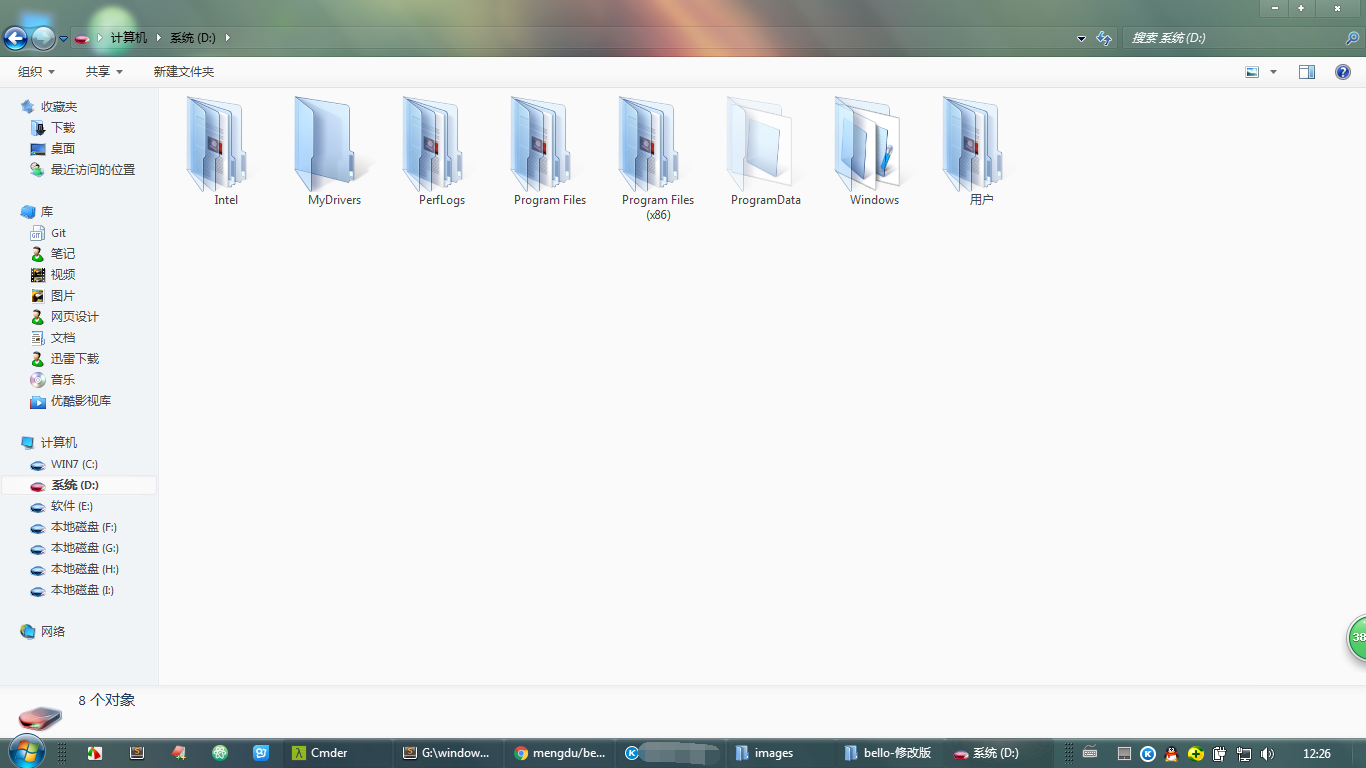 计算机 系统 (D:)
搜索 系统 (D:)
组织 共享 新建文件夹
收藏夹
下载
桌面
最近访问的位置
库
Git
笔记
视频
图片
网页设计
文档
迅雷下载
音乐
优酷影视库
计算机
WIN7 (C:)
系统 (D:)
软件 (E:)
本地磁盘 (F:)
本地磁盘 (G:)
本地磁盘 (H:)
本地磁盘 (I:)
网络
Intel
MyDrivers
PerfLogs
Program Files
Program Files
(x86)
ProgramData
Windows
用户
38
8 个对象
Cmder
G:\window...
mengdu/be...
images
bello-修改版
系统 (D:)
12:26